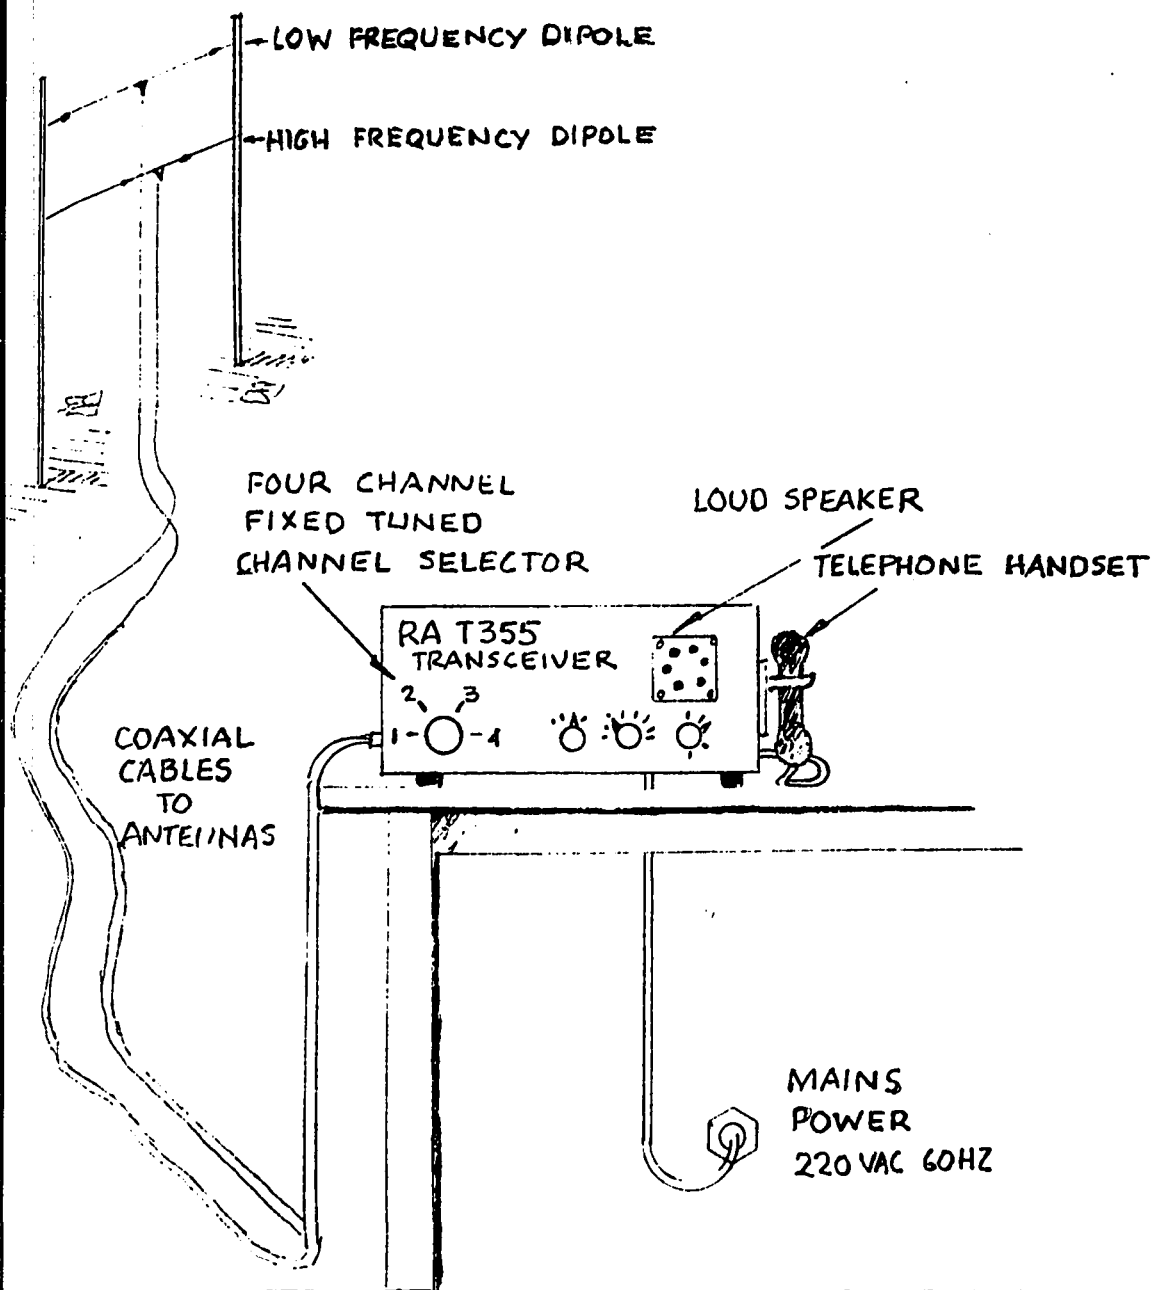 LOW FREQUENCY DIPOLE
HIGH FREQUENCY DIPOLE
FOUR CHANNEL
FIXED TUNED
CHANNEL SELECTOR
LOUD SPEAKER
TELEPHONE HANDSET
RA T355
TRANSCEIVER
2 3
1 4
COAXIAL
CABLES
TO
ANTENNAS
MAINS
POWER
220 VAC 60HZ